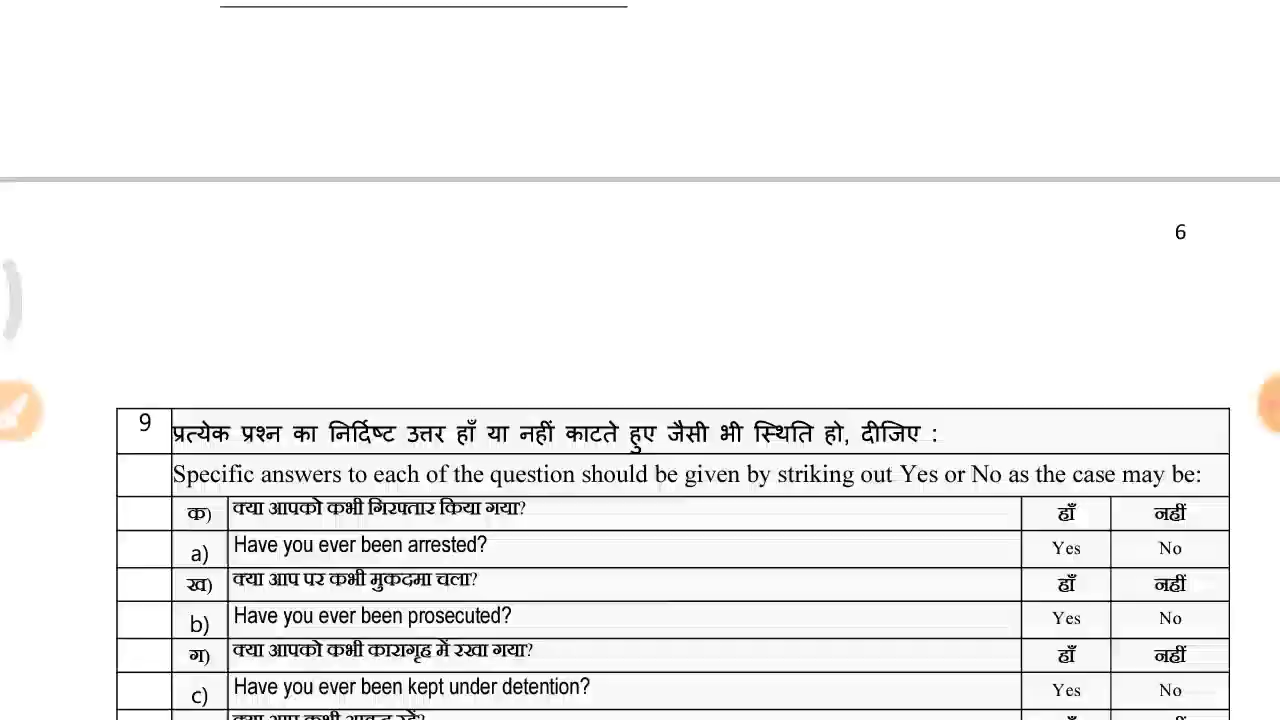 6
9 प्रत्येक प्रश्न का निर्दिष्ट उत्तर हाँ या नहीं काटते हुए जैसी भी स्थिति हो, दीजिए :
Specific answers to each of the question should be given by striking out Yes or No as the case may be:
क) क्या आपको कभी गिरफ्तार किया गया? हाँ नहीं
a) Have you ever been arrested? Yes No
ख) क्या आप पर कभी मुकदमा चला? हाँ नहीं
b) Have you ever been prosecuted? Yes No
ग) क्या आपको कभी कारागृह में रखा गया? हाँ नहीं
c) Have you ever been kept under detention? Yes No